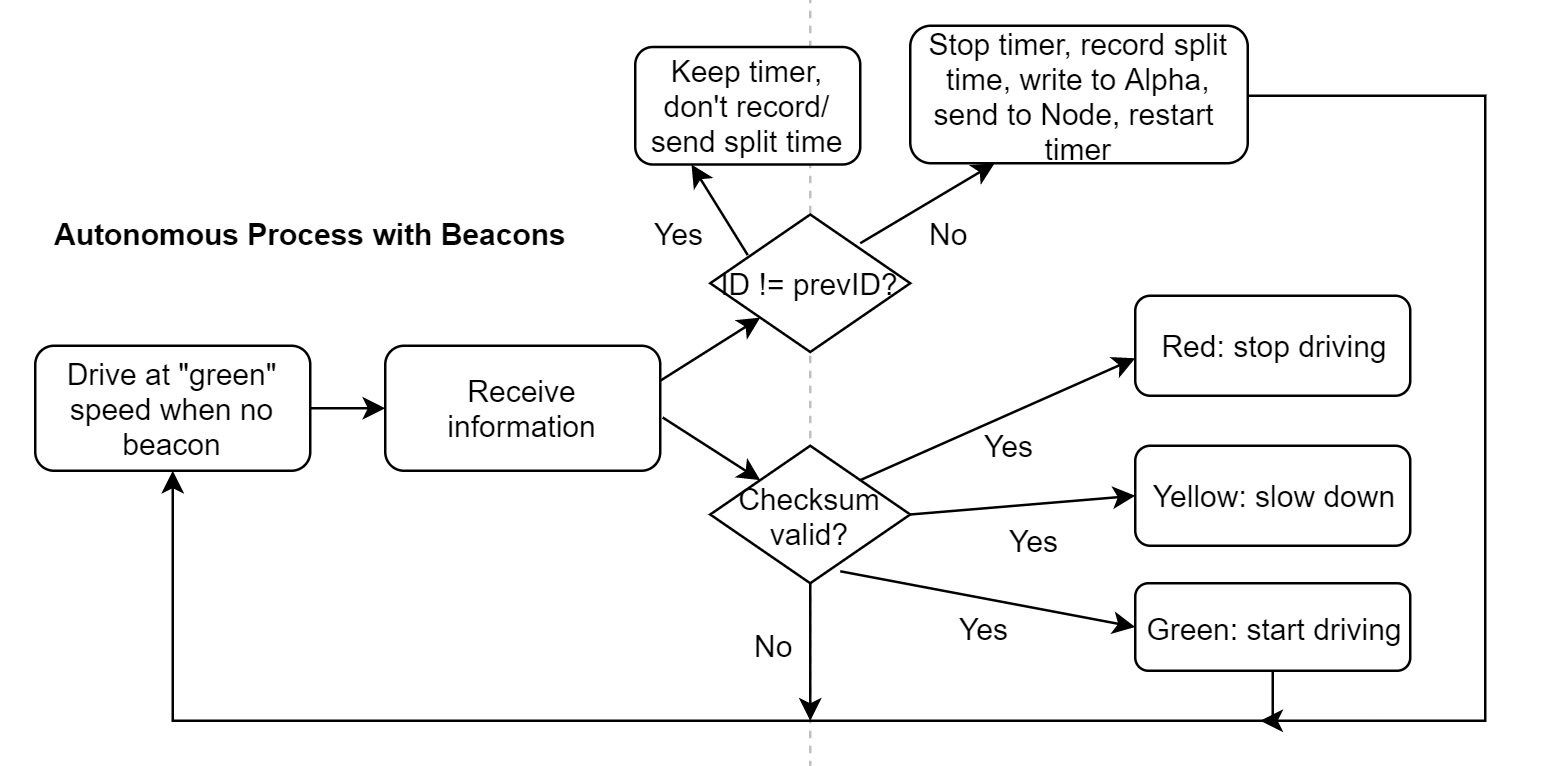 Keep timer,
don't record/
send split time
Stop timer, record split
time, write to Alpha,
send to Node, restart
timer
Autonomous Process with Beacons
Yes
No
ID != prevID?
Drive at "green"
speed when no
beacon
Receive
information
Red: stop driving
Yes
Checksum
valid?
Yellow: slow down
Yes
Green: start driving
Yes
No